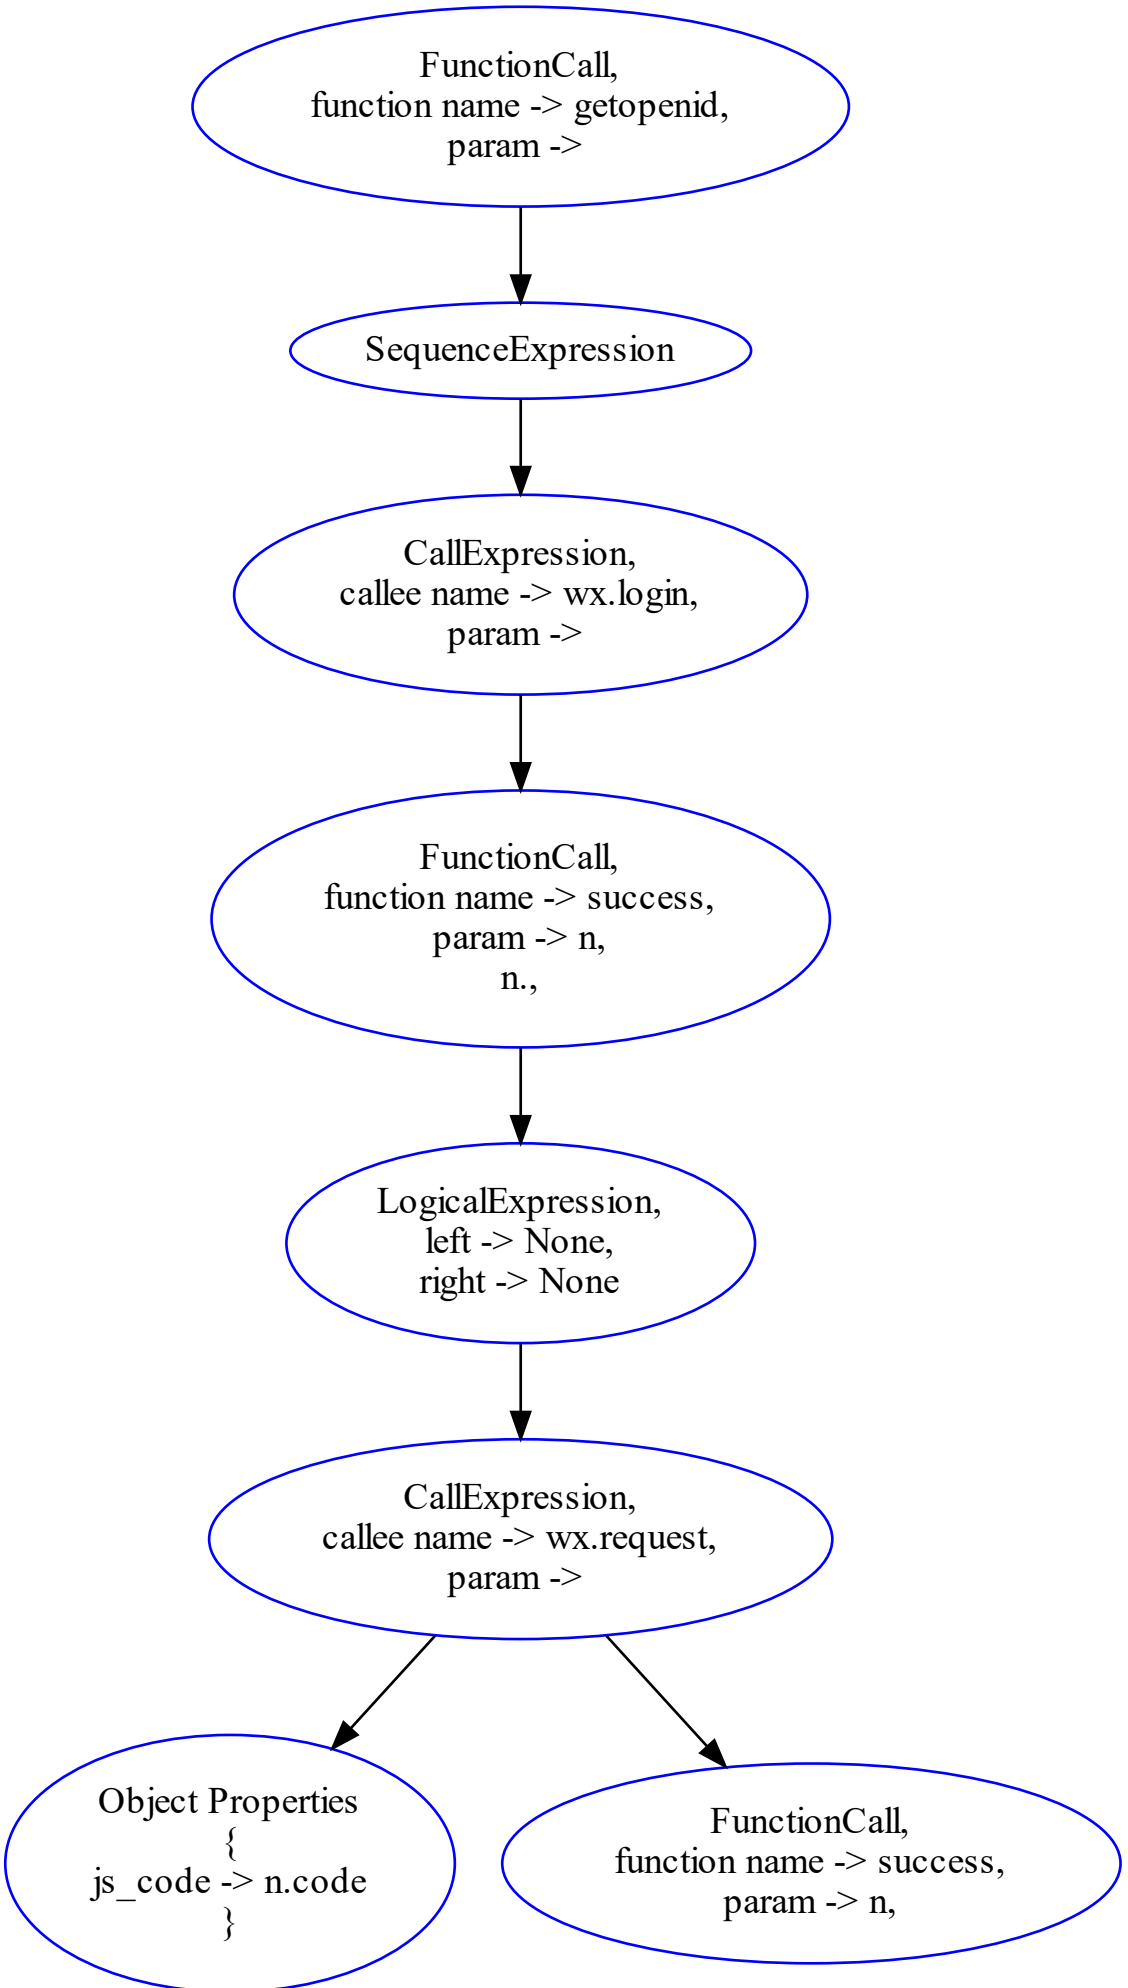 FunctionCall,
function name -> getopenid,
param ->
SequenceExpression
CallExpression,
callee name -> wx.login,
param ->
FunctionCall,
function name -> success,
param -> n,
n.,
LogicalExpression,
left -> None,
right -> None
CallExpression,
callee name -> wx.request,
param ->
Object Properties
{
js_code -> n.code
}
FunctionCall,
function name -> success,
param -> n,